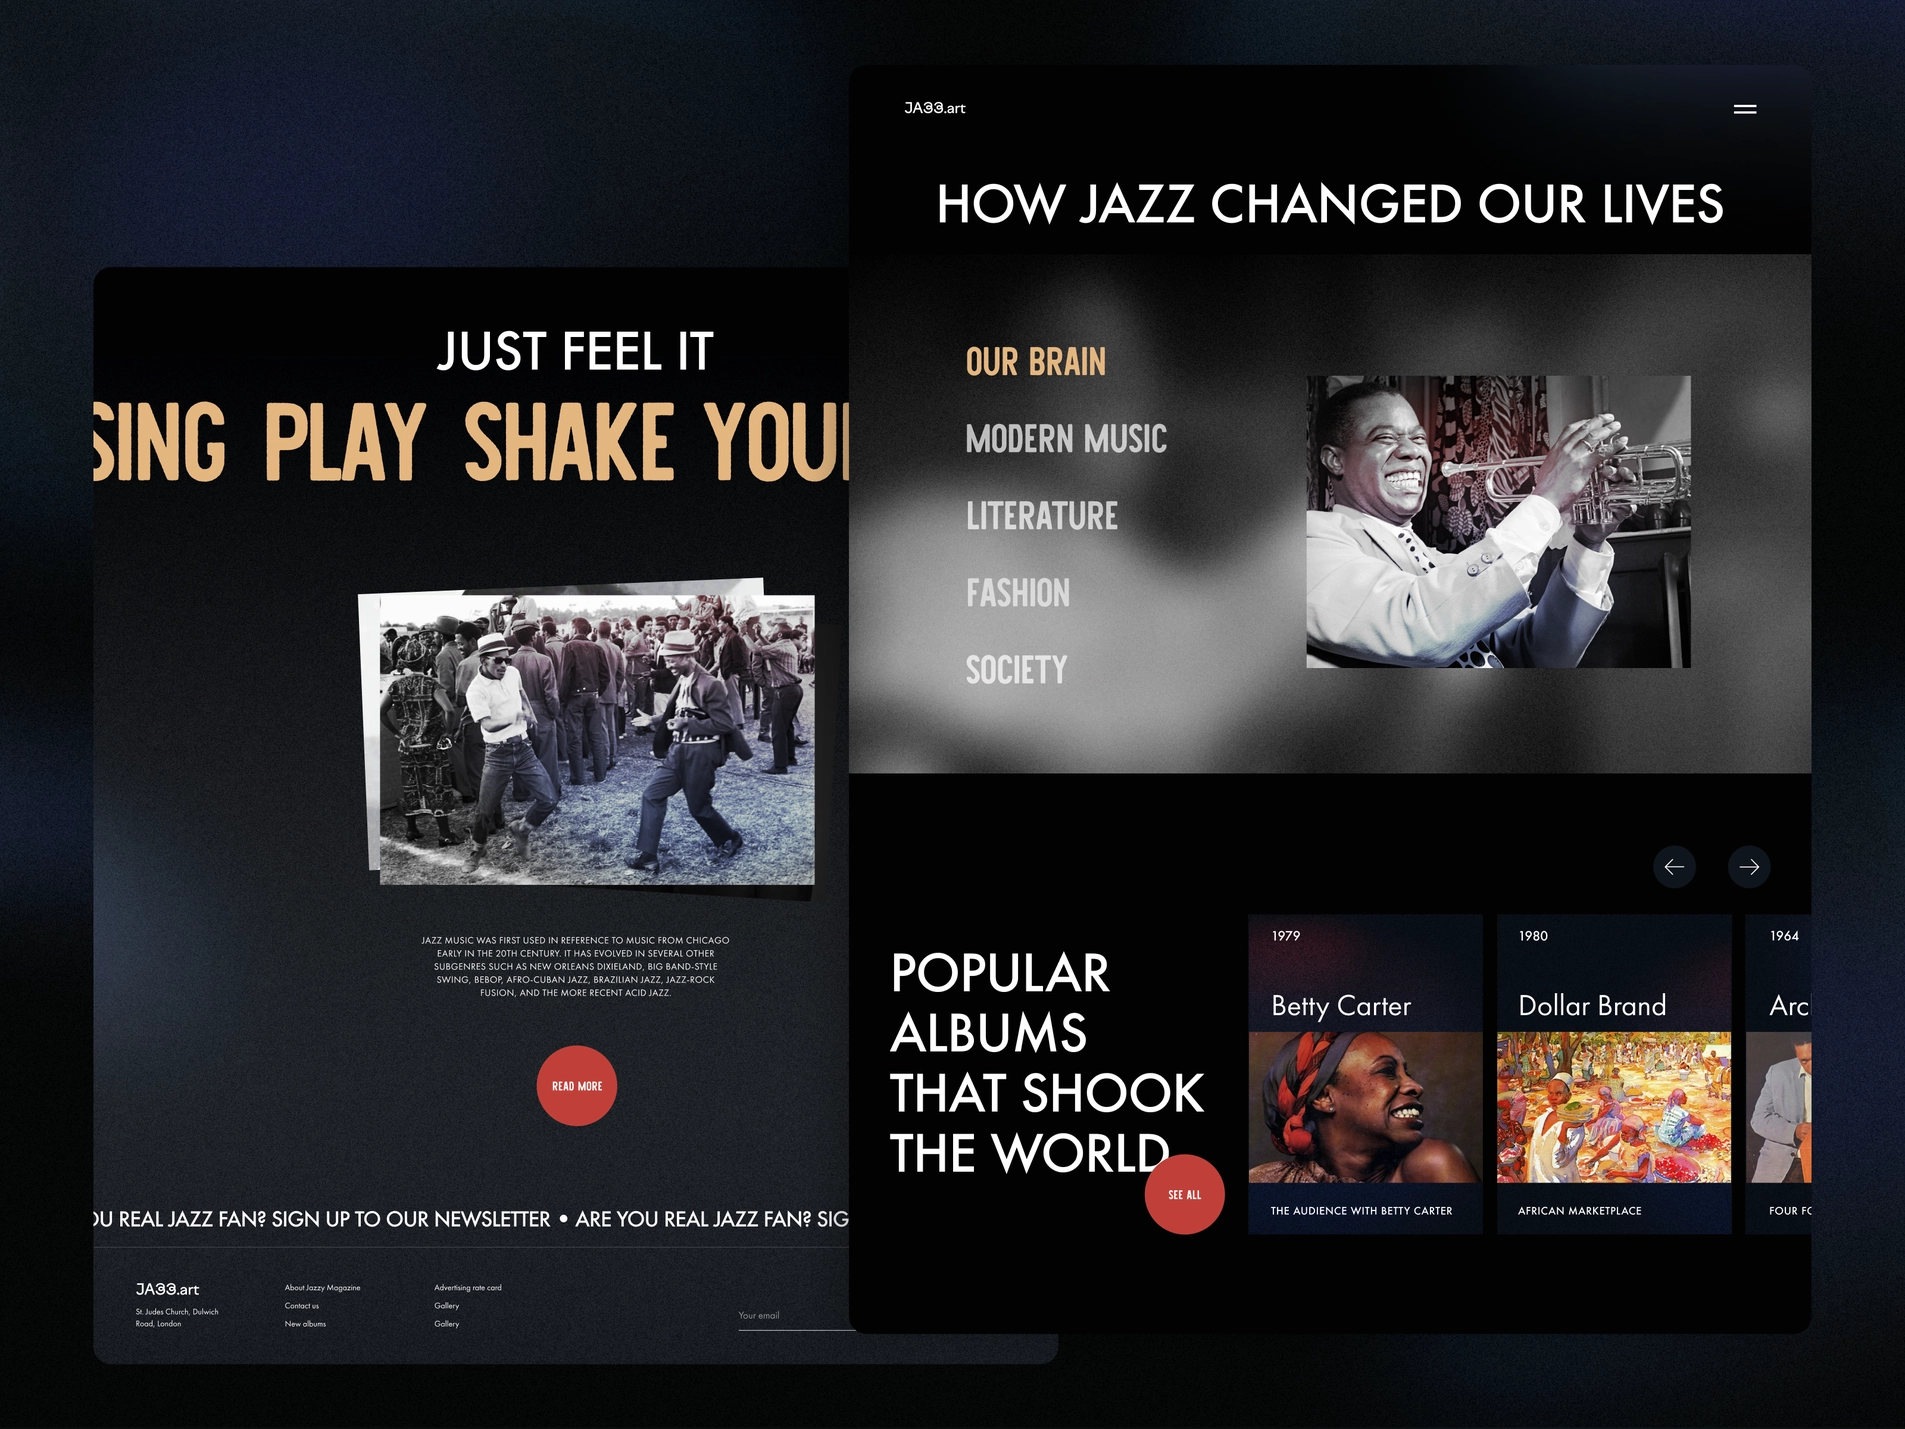 JAЗЗ.art
HOW JAZZ CHANGED OUR LIVES
OUR BRAIN
MODERN MUSIC
LITERATURE
FASHION
SOCIETY
POPULAR
ALBUMS
THAT SHOOK
THE WORLD
SEE ALL
1979
Betty Carter
THE AUDIENCE WITH BETTY CARTER
1980
Dollar Brand
AFRICAN MARKETPLACE
1964
Arc
FOUR FO
JUST FEEL IT
SING PLAY SHAKE YOU
JAZZ MUSIC WAS FIRST USED IN REFERENCE TO MUSIC FROM CHICAGO
EARLY IN THE 20TH CENTURY. IT HAS EVOLVED IN SEVERAL OTHER
SUBGENRES SUCH AS NEW ORLEANS DIXIELAND, BIG BAND-STYLE
SWING, BEBOP, AFRO-CUBAN JAZZ, BRAZILIAN JAZZ, JAZZ-ROCK
FUSION, AND THE MORE RECENT ACID JAZZ.
READ MORE
OU REAL JAZZ FAN? SIGN UP TO OUR NEWSLETTER • ARE YOU REAL JAZZ FAN? SIG
JAЗЗ.art
St. Judes Church, Dulwich
Road, London
About Jazzy Magazine
Contact us
New albums
Advertising rate card
Gallery
Gallery
Your email